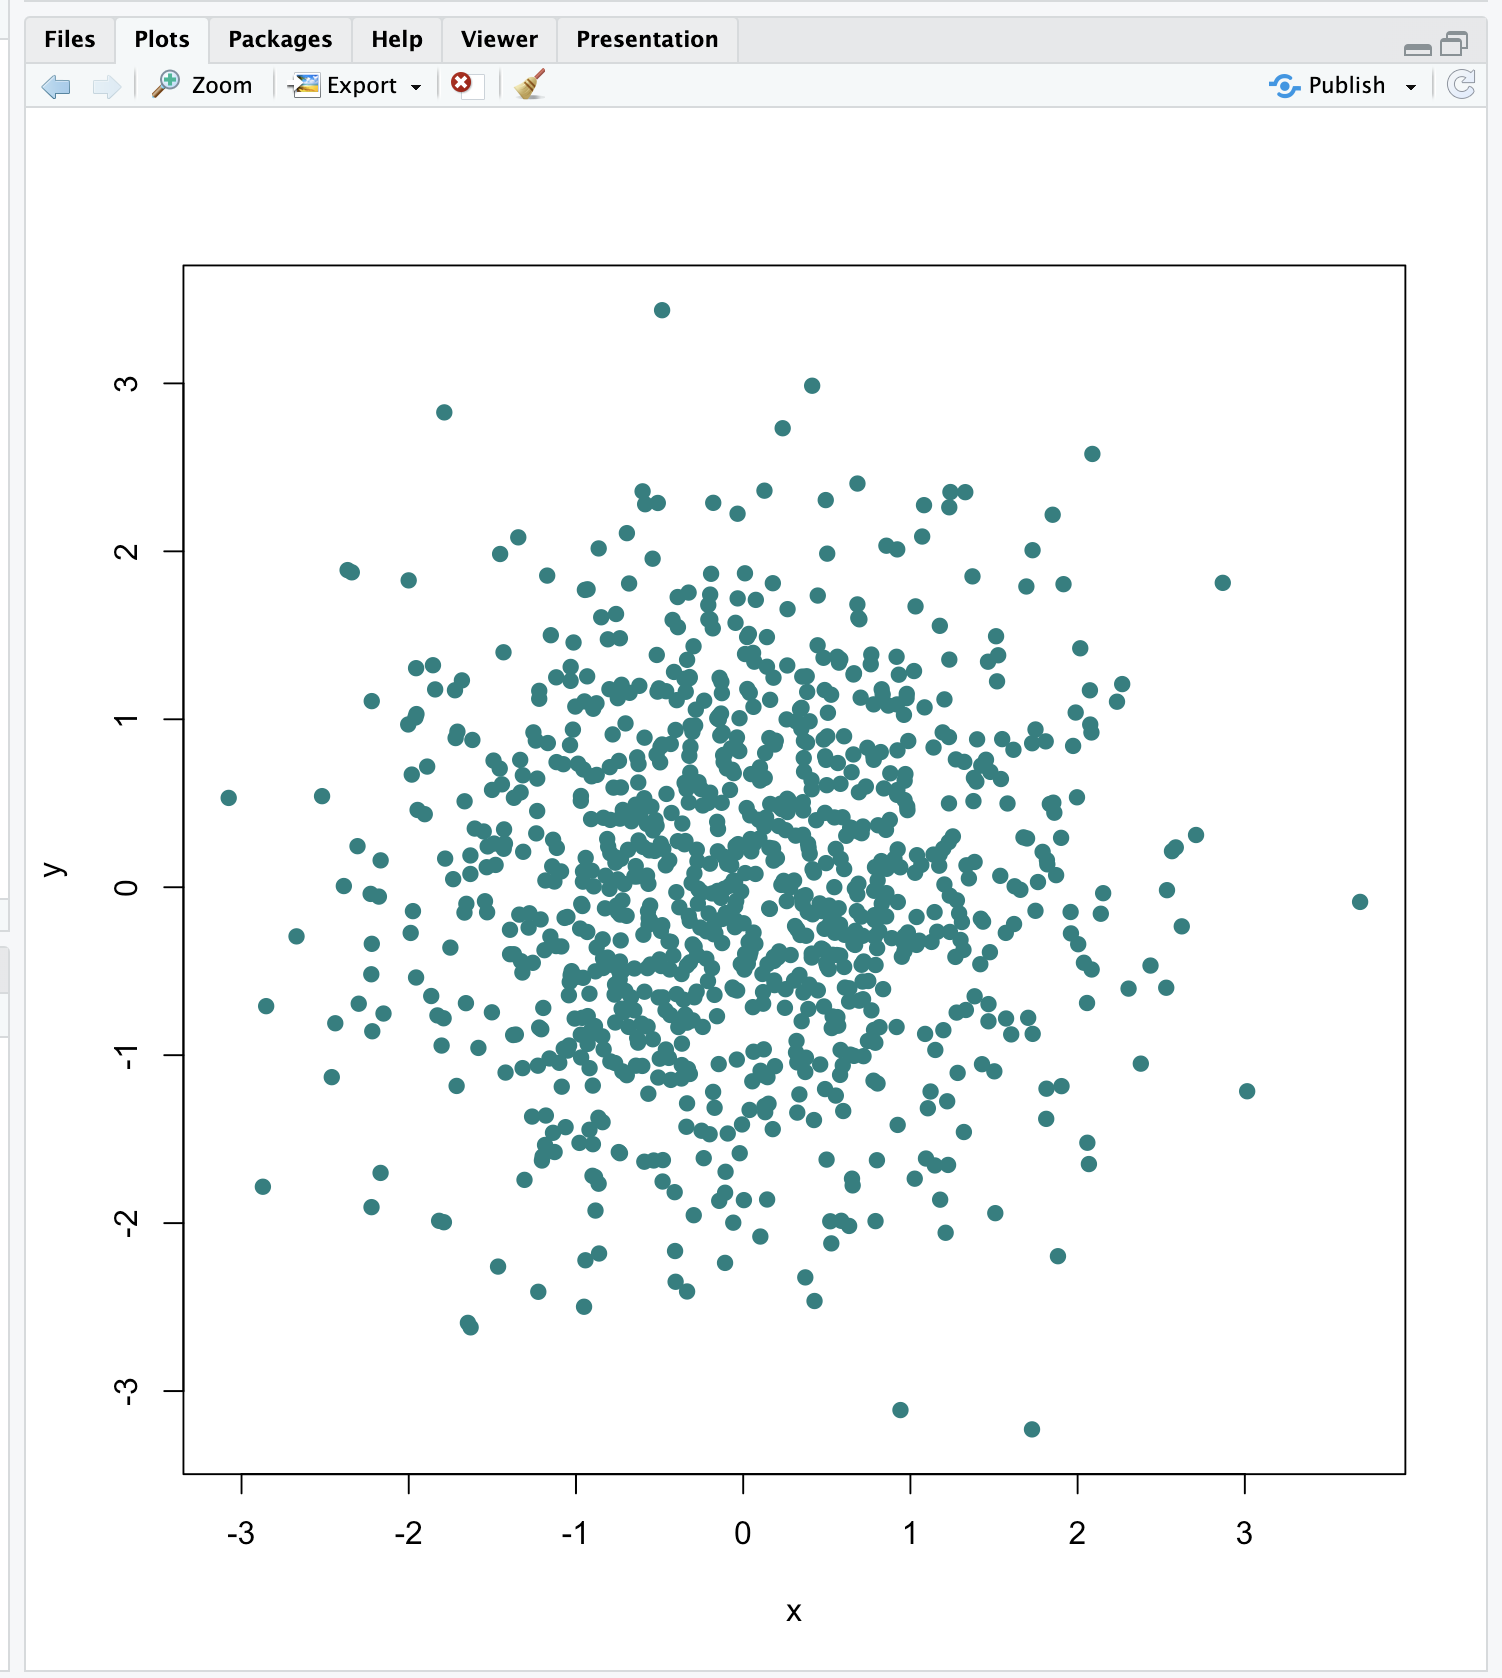 Files Plots Packages Help Viewer Presentation
Zoom Export Publish
3
2
1
0
-1
-2
-3
y
-3 -2 -1 0 1 2 3
x